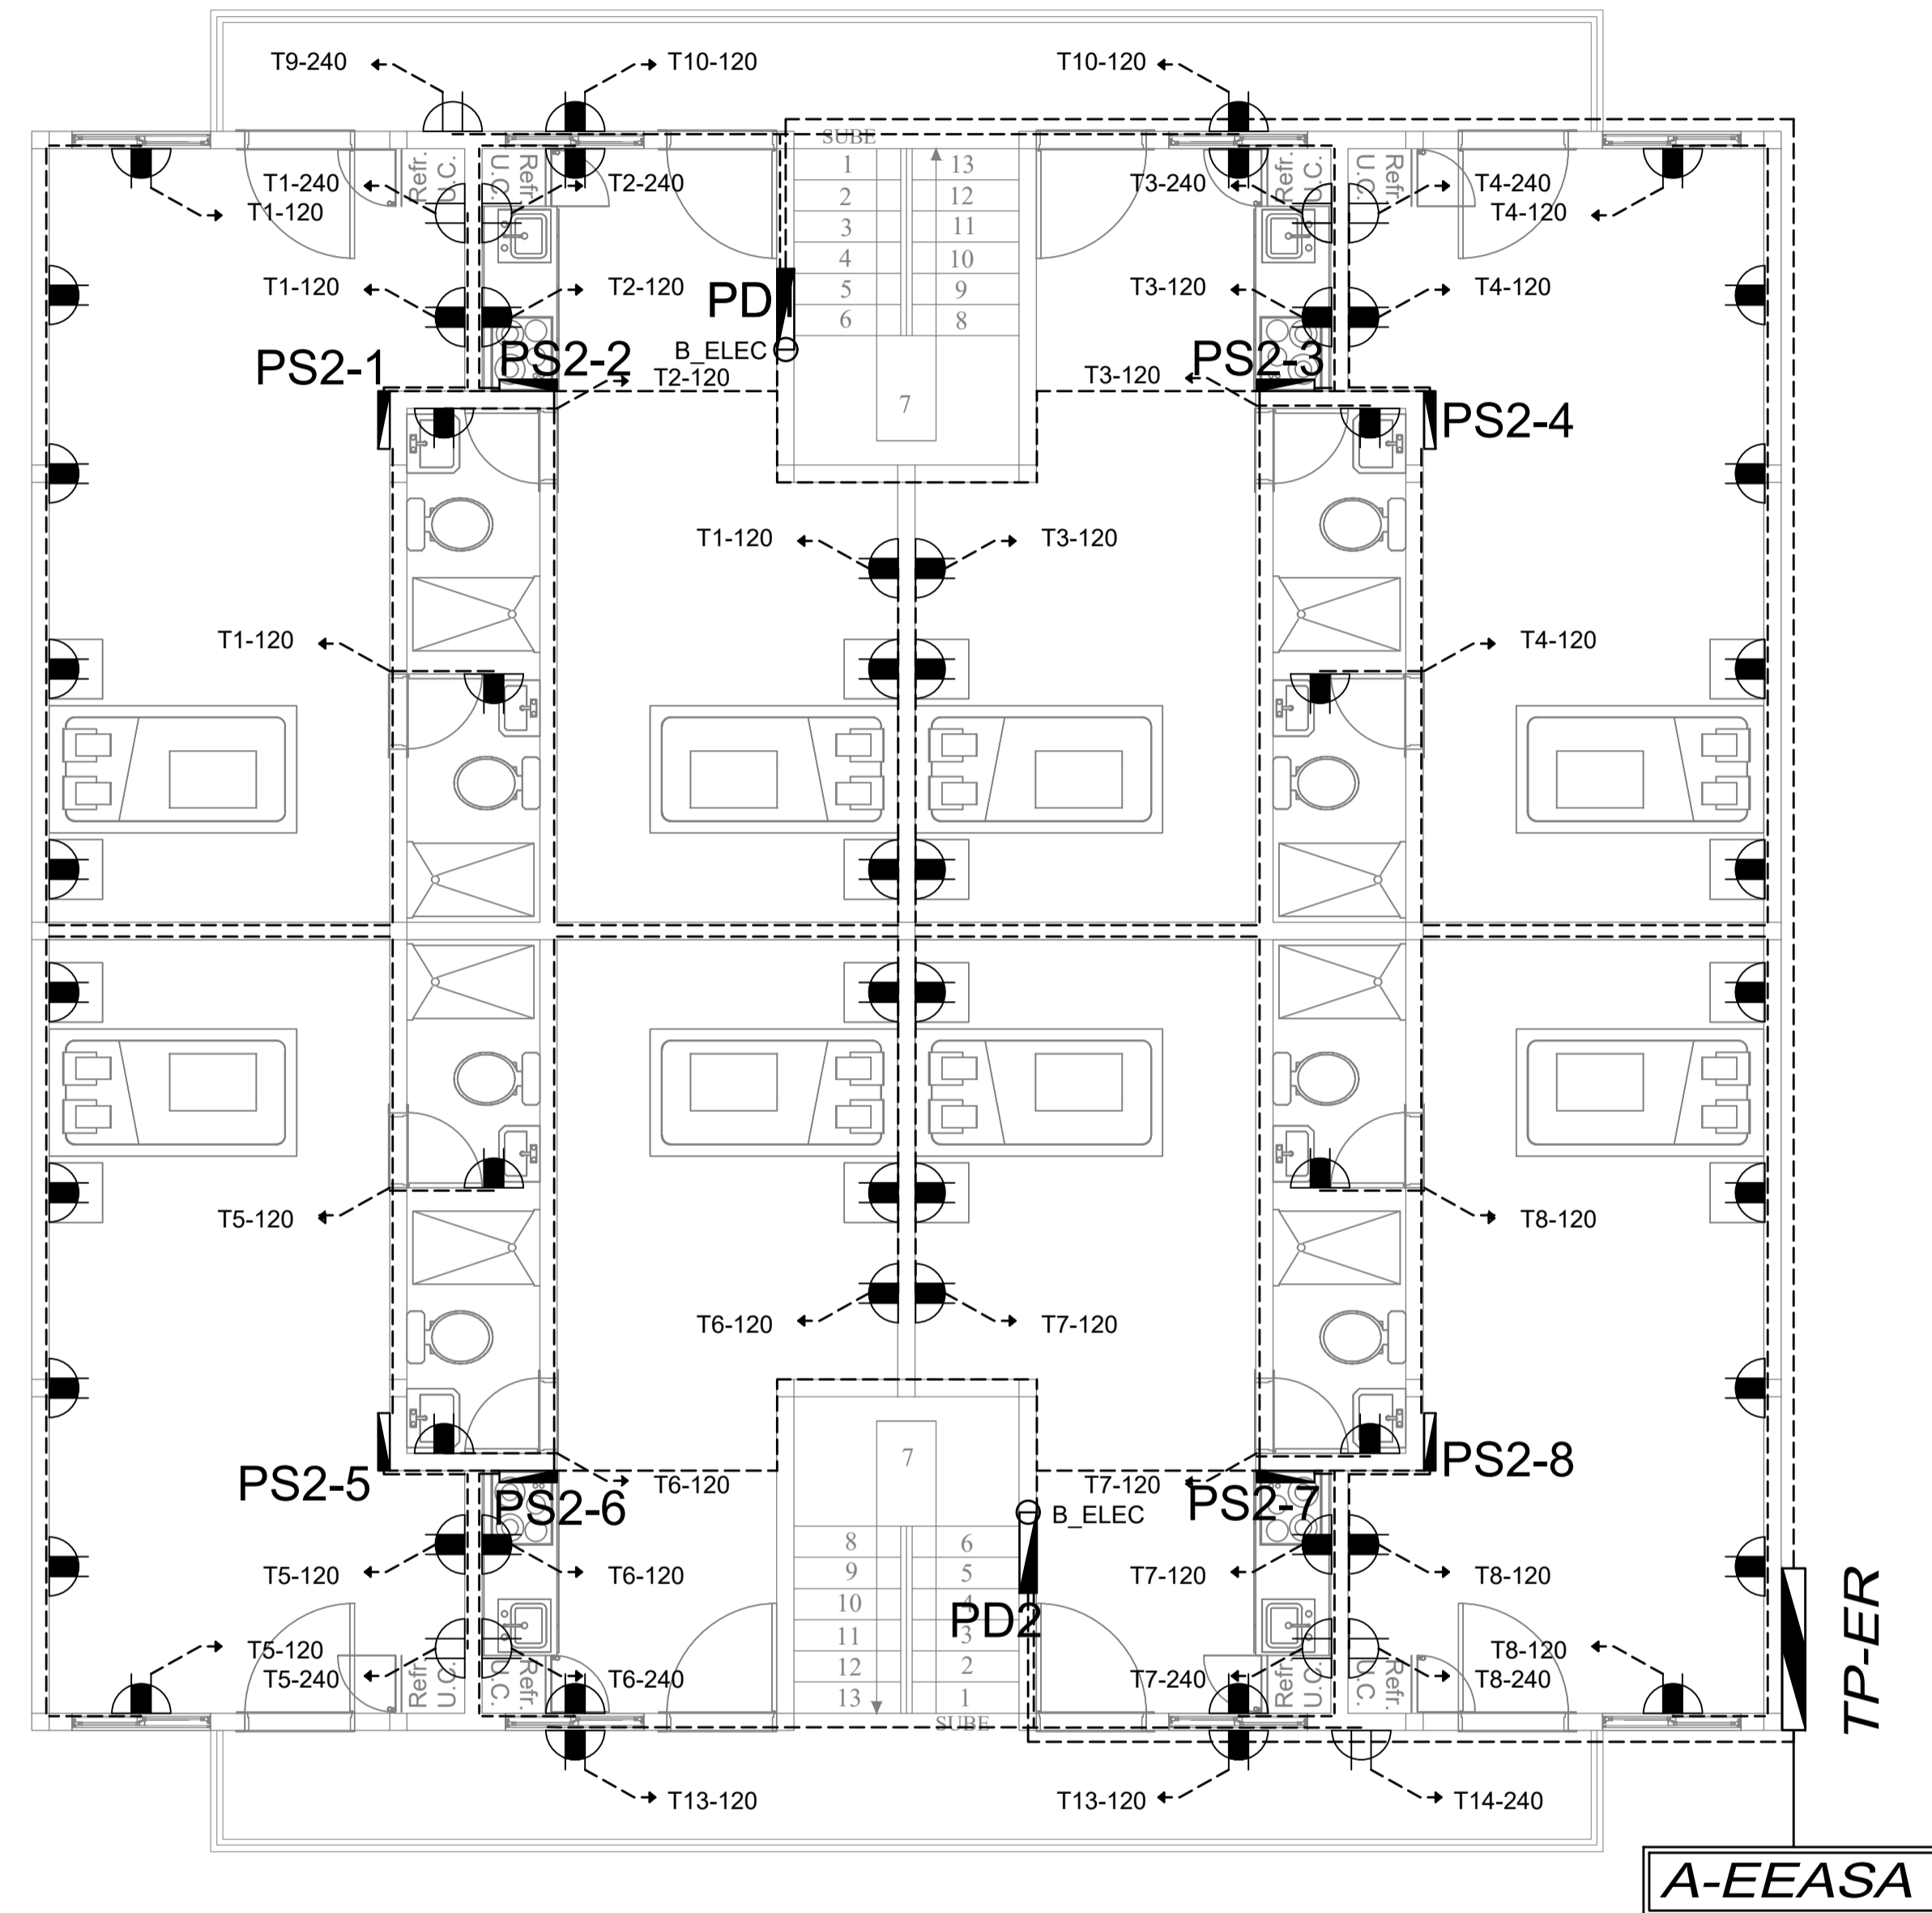 T9-240
T10-120
T10-120
SUBE
1
13
2
12
3
11
4
10
5
9
6
8
7
Refr.
U.C.
U.C.
Refr.
Refr.
U.C.
U.C.
Refr.
T1-240
T2-240
T3-240
T4-240
T1-120
T4-120
T1-120
T2-120
T3-120
T4-120
PD1
B_ELEC
PS2-1
PS2-2
PS2-3
PS2-4
T2-120
T3-120
T1-120
T3-120
T1-120
T4-120
T5-120
T8-120
T6-120
T7-120
7
PS2-5
PS2-6
PS2-7
PS2-8
T6-120
T7-120
B_ELEC
8
6
9
5
10
4
11
3
12
2
13
1
SUBE
PD2
T5-120
T6-120
T7-120
T8-120
T5-120
T8-120
T5-240
T6-240
T7-240
T8-240
Refr.
U.C.
U.C.
Refr.
Refr.
U.C.
U.C.
Refr.
TP-ER
T13-120
T13-120
T14-240
A-EEASA